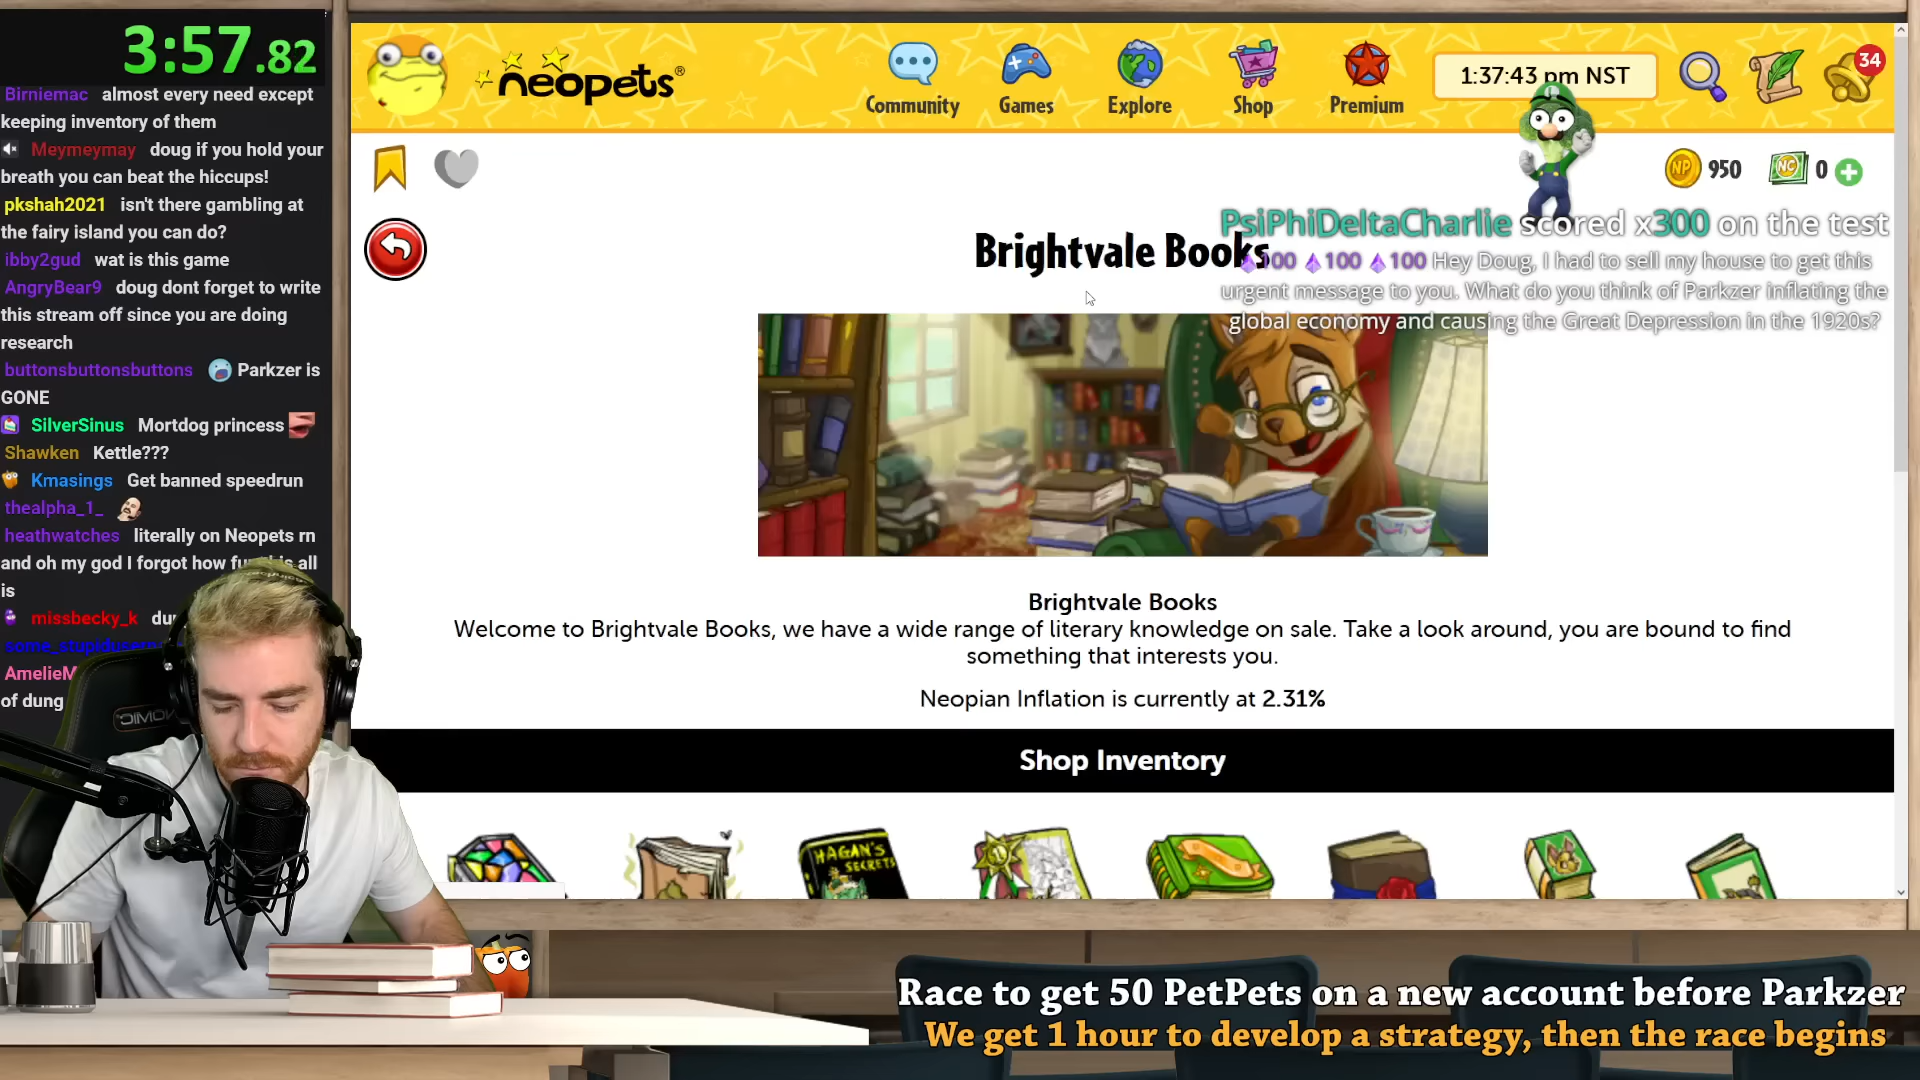 3:57.82
Birniemac almost every need except
keeping inventory of them
Meymeymay doug if you hold your
breath you can beat the hiccups!
pkshah2021 isn't there gambling at
the fairy island you can do?
ibby2gud wat is this game
AngryBear9 doug dont forget to write
this stream off since you are doing
research
buttonsbuttonsbuttons Parkzer is
GONE
SilverSinus Mortdog princess
Shawken Kettle???
Kmasings Get banned speedrun
thealpha_1_
heathwatches literally on Neopets rn
and oh my god I forgot how all
is
missbecky_k
AmelieM
of dung
neopets®
Community
Games
Explore
Shop
Premium
1:37:43 pm NST
34
NP 950
NC 0
Brightvale Books
PsiPhiDeltaCharlie scored x300 on the test
100 100 100 Hey Doug, I had to sell my house to get this
urgent message to you. What do you think of Parkzer inflating the
global economy and causing the Great Depression in the 1920s?
Brightvale Books
Welcome to Brightvale Books, we have a wide range of literary knowledge on sale. Take a look around, you are bound to find
something that interests you.
Neopian Inflation is currently at 2.31%
Shop Inventory
HAGAN'S
SECRETS
Race to get 50 PetPets on a new account before Parkzer
We get 1 hour to develop a strategy, then the race begins